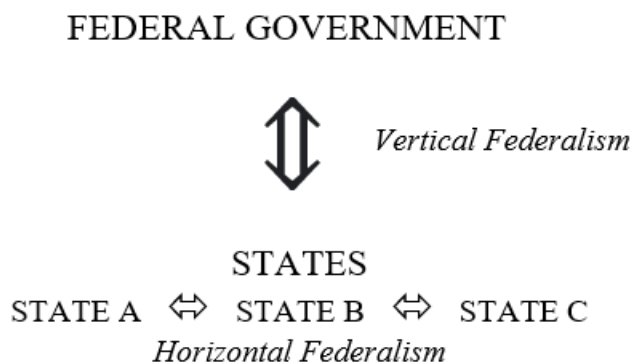 FEDERAL GOVERNMENT
Vertical Federalism
STATES
STATE A ⇔ STATE B ⇔ STATE C
Horizontal Federalism